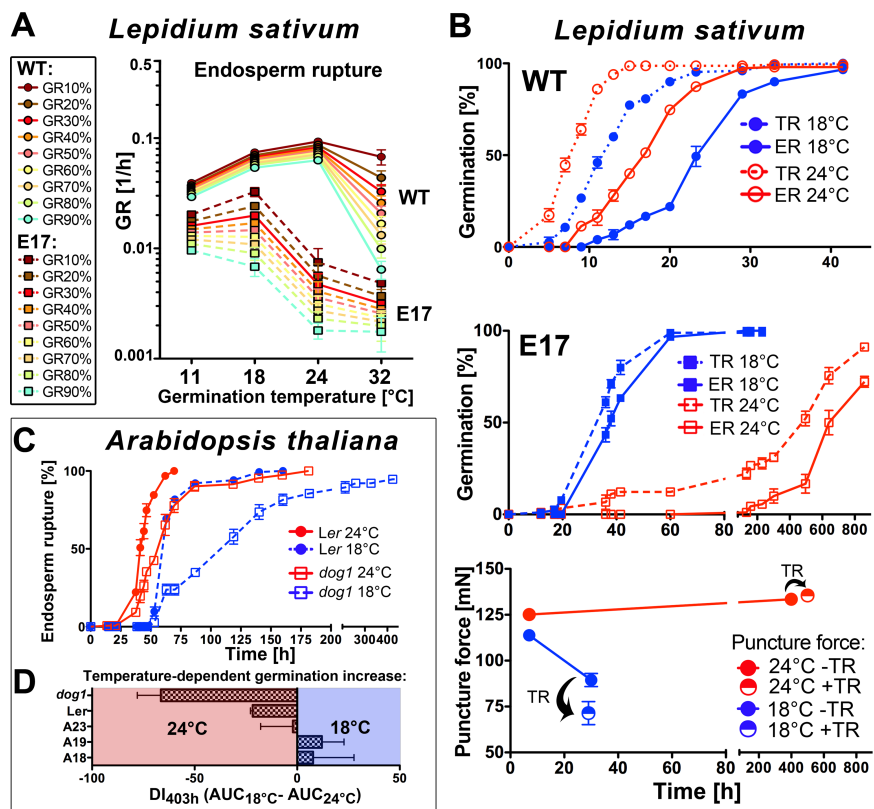 A
Lepidium sativum
WT:
GR10%
GR20%
GR30%
GR40%
GR50%
GR60%
GR70%
GR80%
GR90%
E17:
GR10%
GR20%
GR30%
GR40%
GR50%
GR60%
GR70%
GR80%
GR90%
Endosperm rupture
GR [1/h]
0.5
0.1
0.01
0.001
WT
E17
11 18 24 32
Germination temperature [°C]
B
Lepidium sativum
WT
Germination [%]
100
50
0
TR 18°C
ER 18°C
TR 24°C
ER 24°C
0 10 20 30 40
E17
Germination [%]
100
50
0
TR 18°C
ER 18°C
TR 24°C
ER 24°C
0 20 40 60 80 200 400 600 800
Puncture force [mN]
150
125
100
75
50
TR
TR
Puncture force:
24°C -TR
24°C +TR
18°C -TR
18°C +TR
0 20 40 60 80 200 400 600 800
Time [h]
C
Arabidopsis thaliana
Endosperm rupture [%]
100
50
0
Ler 24°C
Ler 18°C
dog1 24°C
dog1 18°C
0 25 50 75 100 125 150 175 200 300 400
Time [h]
D
Temperature-dependent germination increase:
dog1
Ler
A23
A19
A18
24°C
18°C
-100 -50 0 50
DI403h (AUC18°C- AUC24°C)